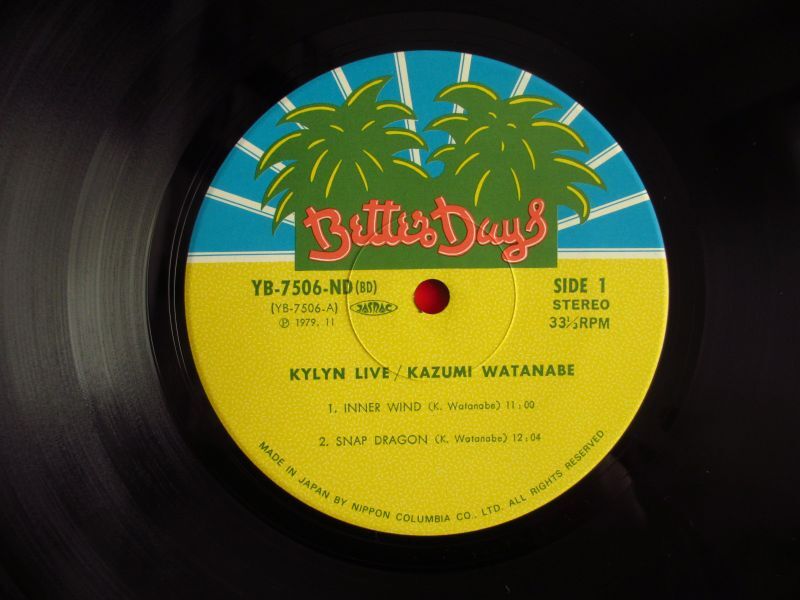 Better Days
YB-7506-ND(BD)
(YB-7506-A)
Ⓟ 1979. 11
JASRAC
SIDE 1
STEREO
33⅓RPM
KYLYN LIVE/KAZUMI WATANABE
1. INNER WIND (K. Watanabe) 11:00
2. SNAP DRAGON (K. Watanabe) 12:04
MADE IN JAPAN BY NIPPON COLUMBIA CO., LTD. ALL RIGHTS RESERVED